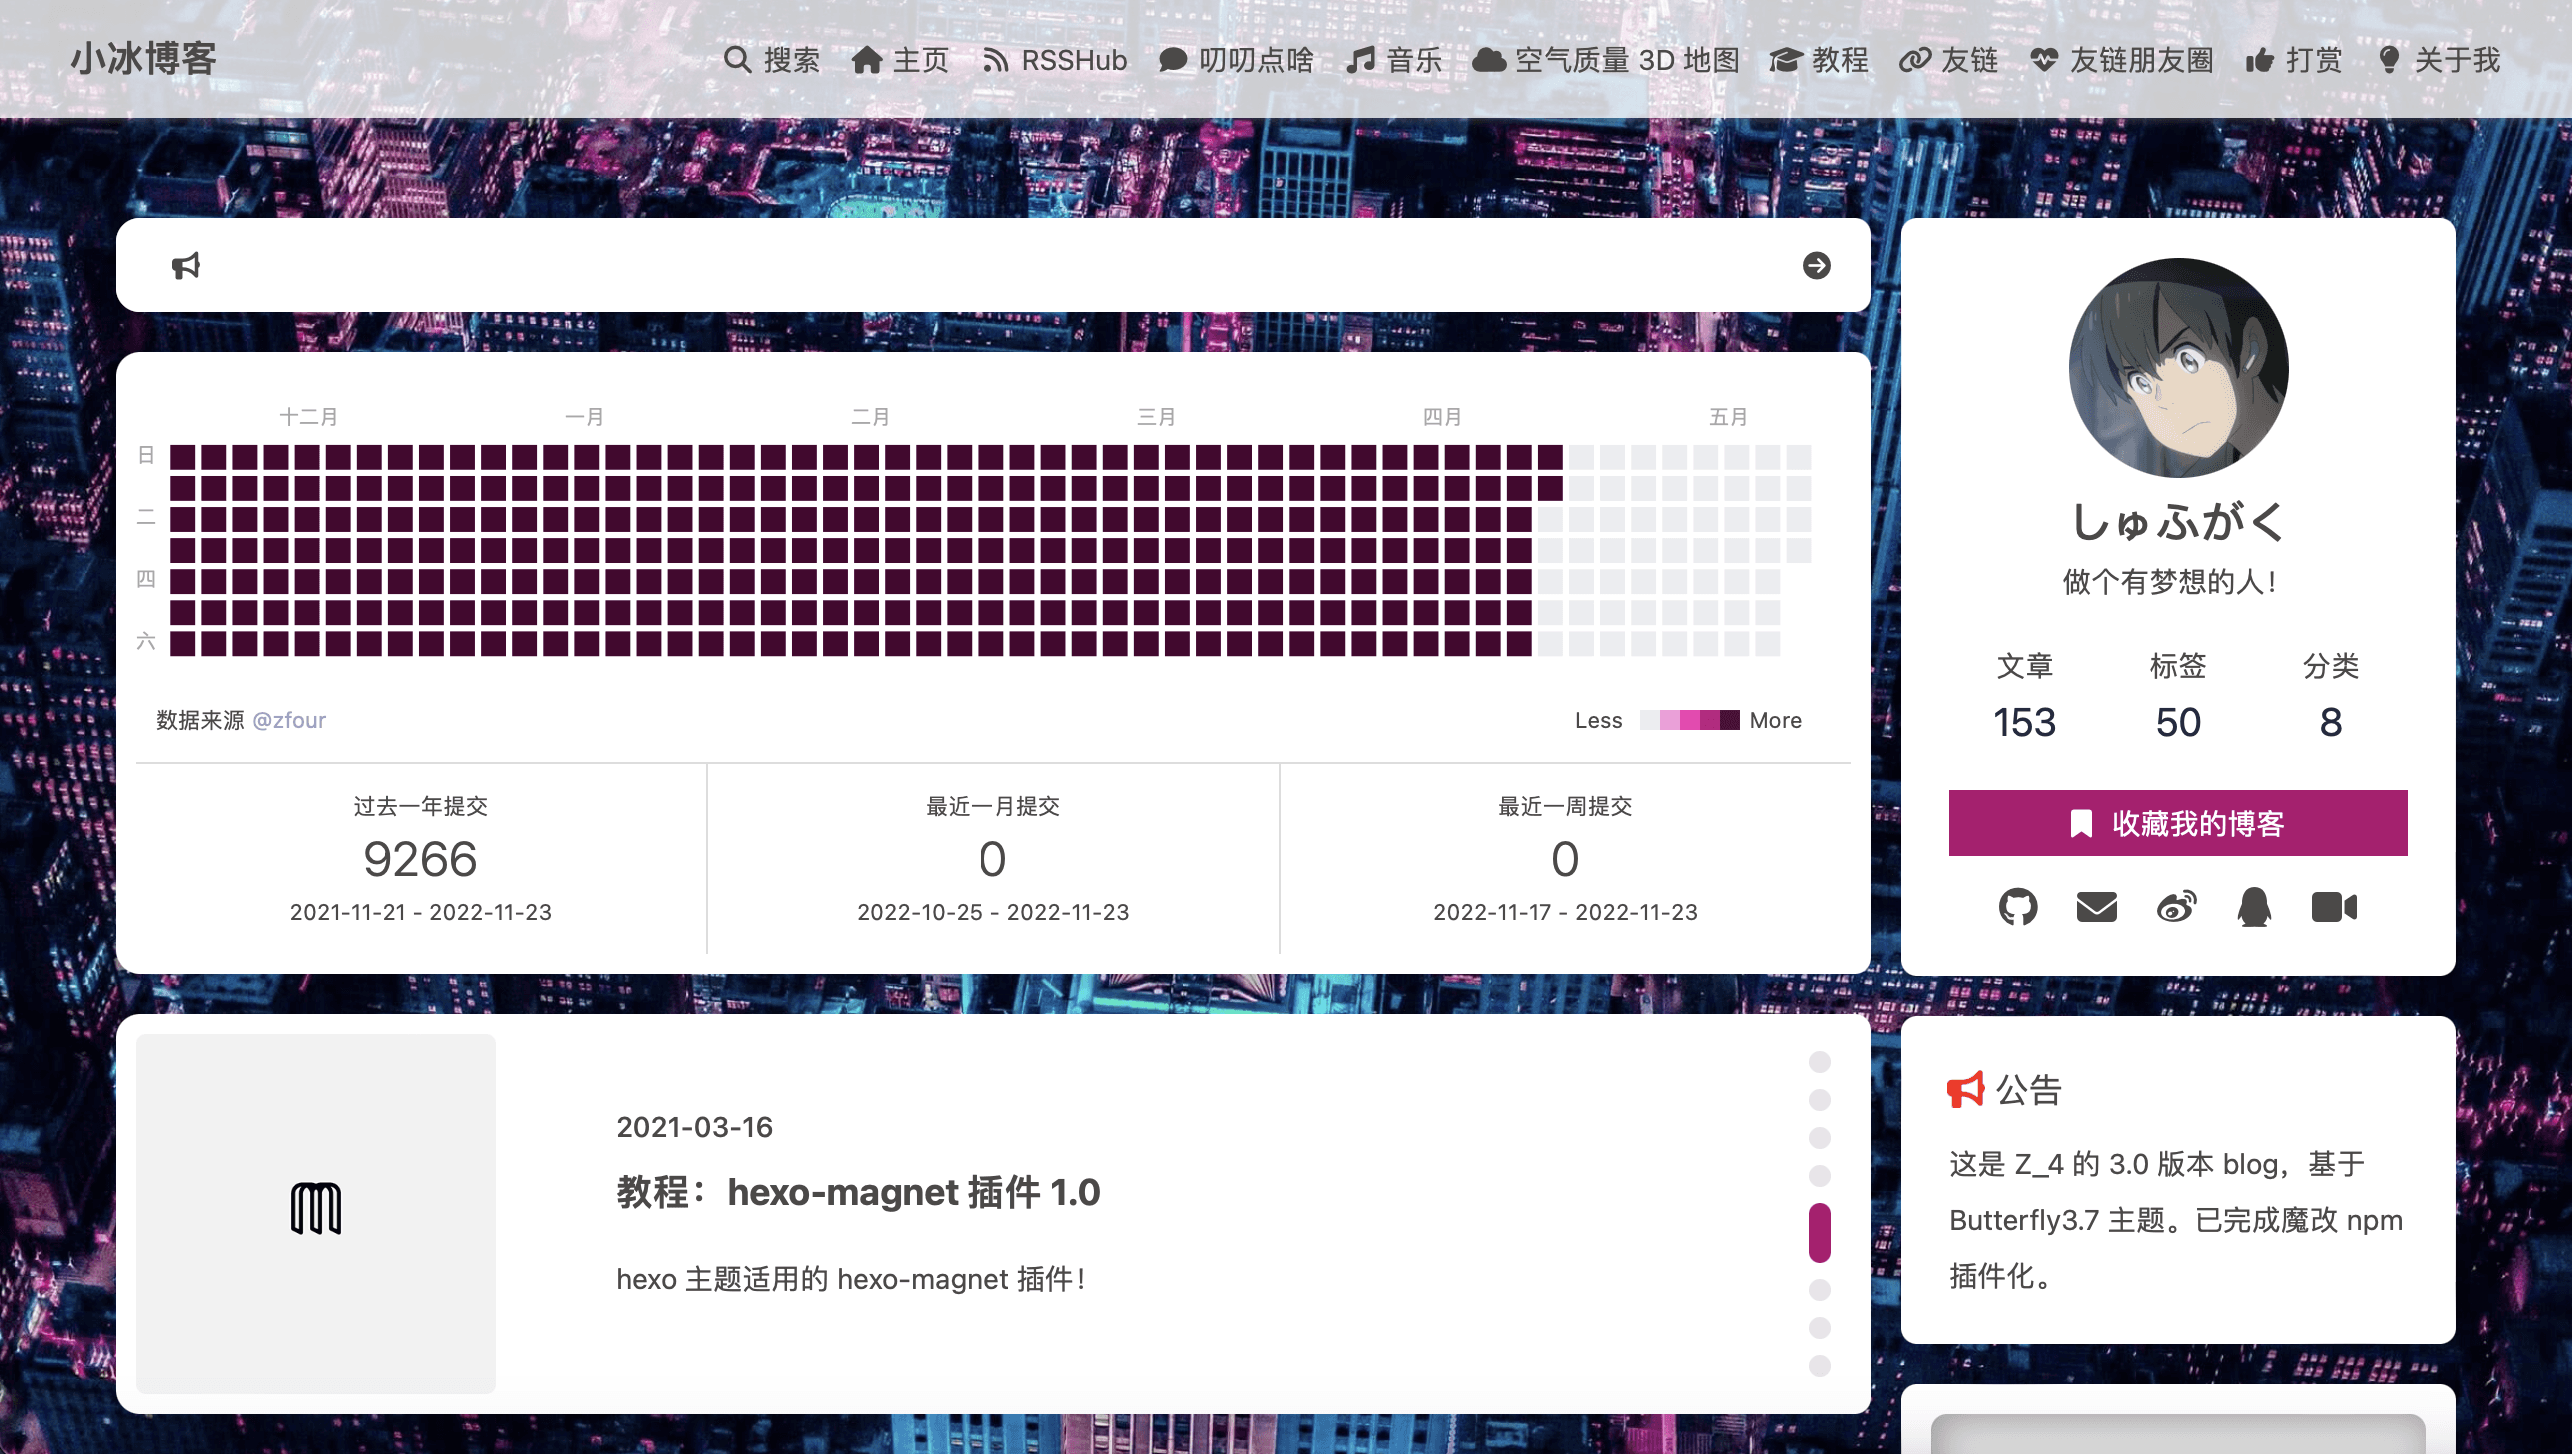 小冰博客
搜索 主页 RSSHub 叨叨点啥 音乐 空气质量 3D 地图 教程 友链 友链朋友圈 打赏 关于我
十二月 一月 二月 三月 四月 五月
日
二
四
六
数据来源 @zfour
Less More
过去一年提交
9266
2021-11-21 - 2022-11-23
最近一月提交
0
2022-10-25 - 2022-11-23
最近一周提交
0
2022-11-17 - 2022-11-23
2021-03-16
教程：hexo-magnet 插件 1.0
hexo 主题适用的 hexo-magnet 插件！
しゅふがく
做个有梦想的人！
文章 标签 分类
153 50 8
收藏我的博客
公告
这是 Z_4 的 3.0 版本 blog，基于
Butterfly3.7 主题。已完成魔改 npm
插件化。